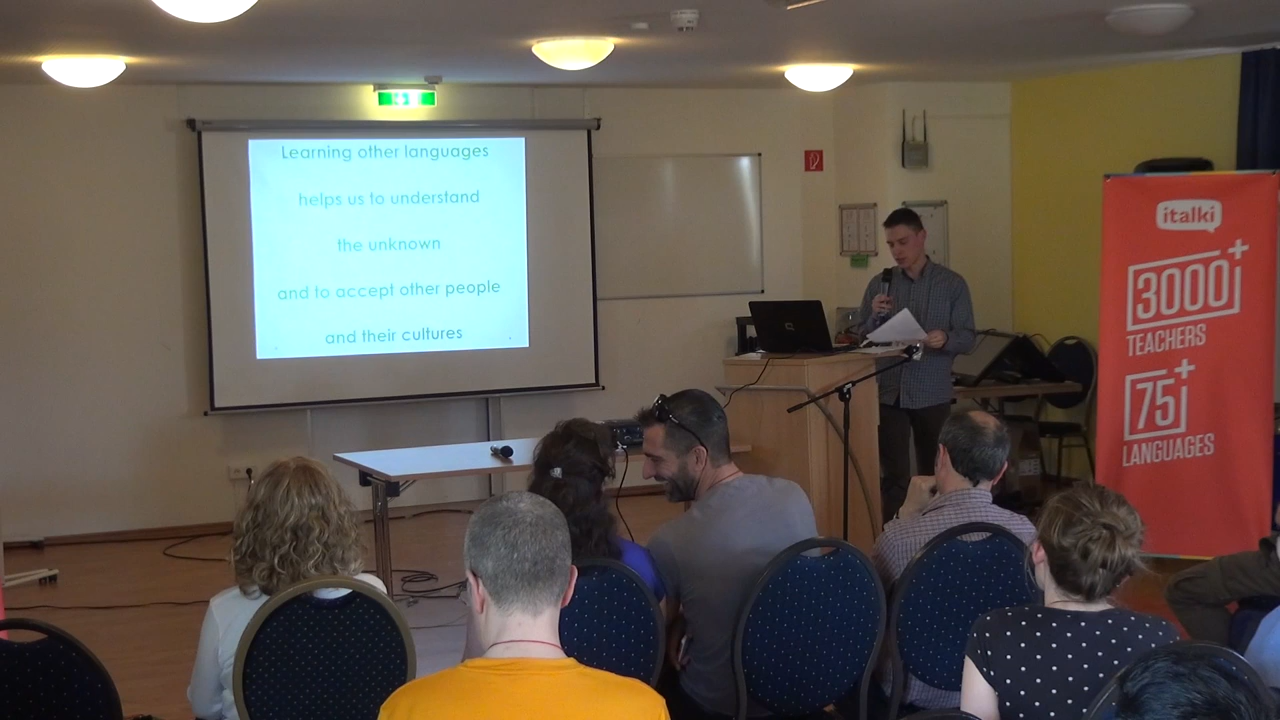 Learning other languages
helps us to understand
the unknown
and to accept other people
and their cultures
italki
3000+
TEACHERS
75+
LANGUAGES